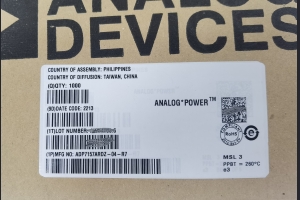 ANALOG
DEVICES
COUNTRY OF ASSEMBLY: PHILIPPINES
COUNTRY OF DIFFUSION: TAIWAN, CHINA
(Q)QTY: 1000
(9D)DATE CODE: 2213
ANALOG*POWER™
(1T)LOT NUMBER
RoHS
(1P)MFG NO: ADP7157ARDZ-04-R7
MSL 3
PPBT = 260°C
e3